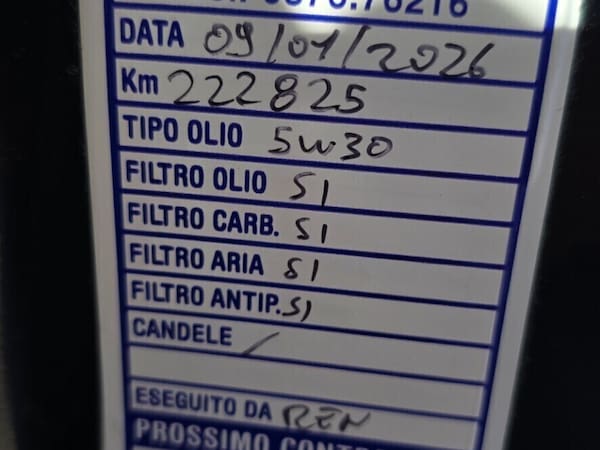 DATA 09/01/2026
Km 222825
TIPO OLIO 5W30
FILTRO OLIO SI
FILTRO CARB. SI
FILTRO ARIA SI
FILTRO ANTIP. SI
CANDELE /
ESEGUITO DA REN
PROSSIMO